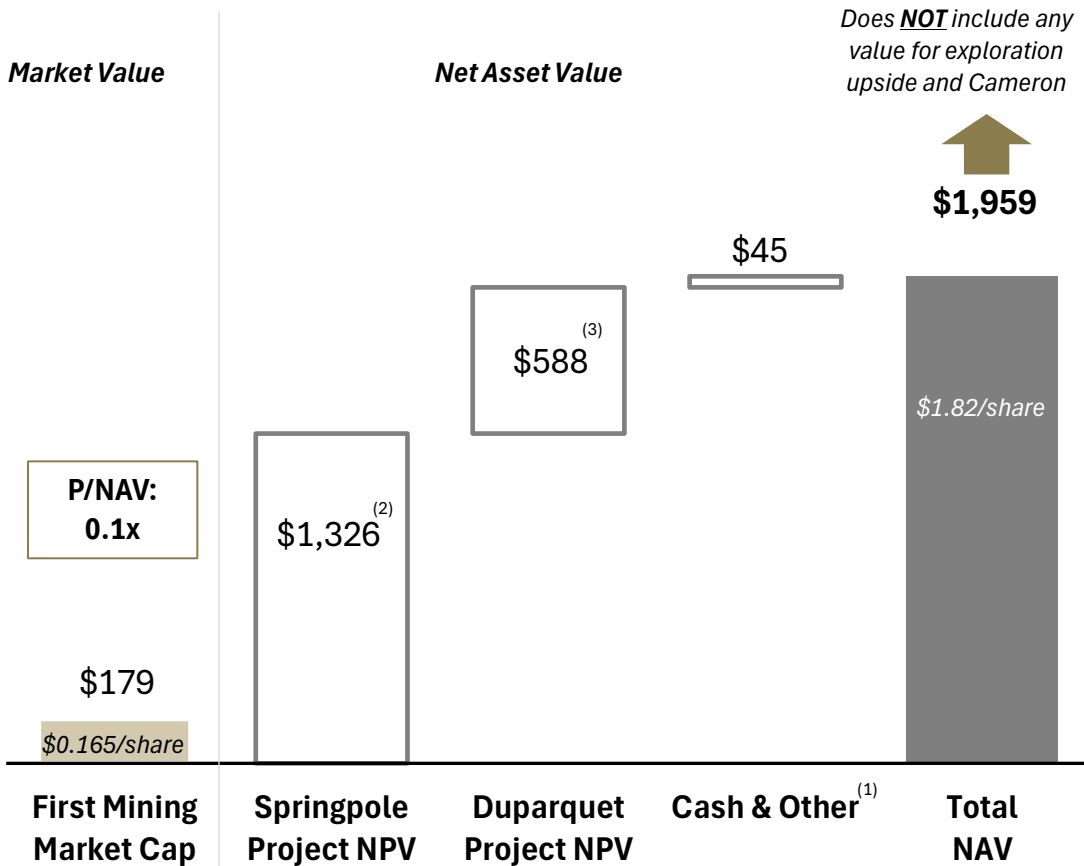 Does NOT include any
value for exploration
upside and Cameron
Market Value
Net Asset Value
$1,959
$45
$588(3)
$1.82/share
P/NAV:
0.1x
$1,326(2)
$179
$0.165/share
First Mining
Market Cap
Springpole
Project NPV
Duparquet
Project NPV
Cash & Other(1)
Total
NAV